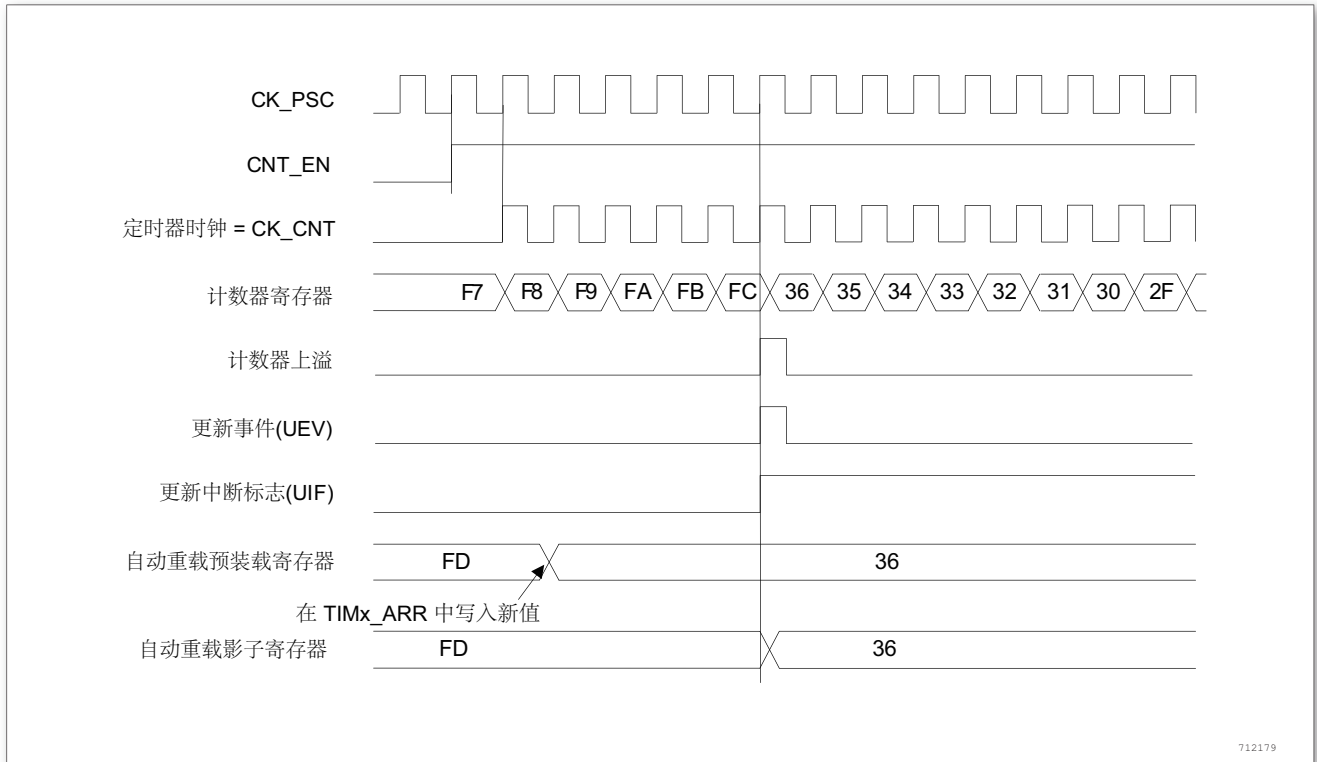 CK_PSC
CNT_EN
定时器时钟 = CK_CNT
计数器寄存器 F7 F8 F9 FA FB FC 36 35 34 33 32 31 30 2F
计数器上溢
更新事件(UEV)
更新中断标志(UIF)
自动重载预装载寄存器 FD 36
在 TIMx_ARR 中写入新值
自动重载影子寄存器 FD 36
712179